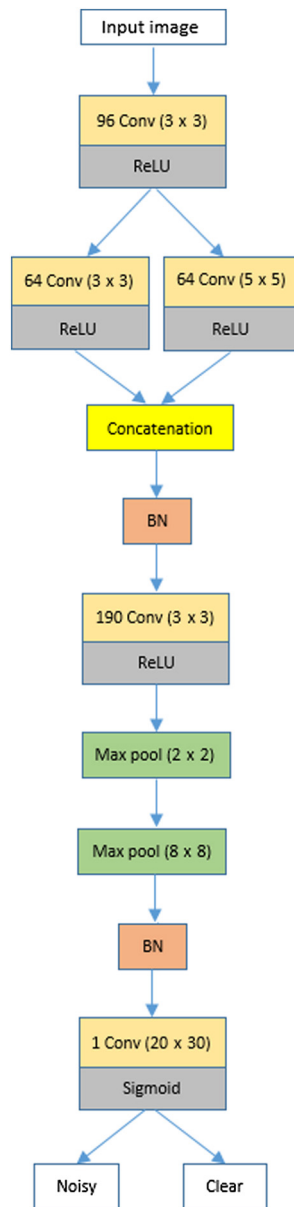 Input image
96 Conv (3 x 3)
ReLU
64 Conv (3 x 3)
ReLU
64 Conv (5 x 5)
ReLU
Concatenation
BN
190 Conv (3 x 3)
ReLU
Max pool (2 x 2)
Max pool (8 x 8)
BN
1 Conv (20 x 30)
Sigmoid
Noisy
Clear